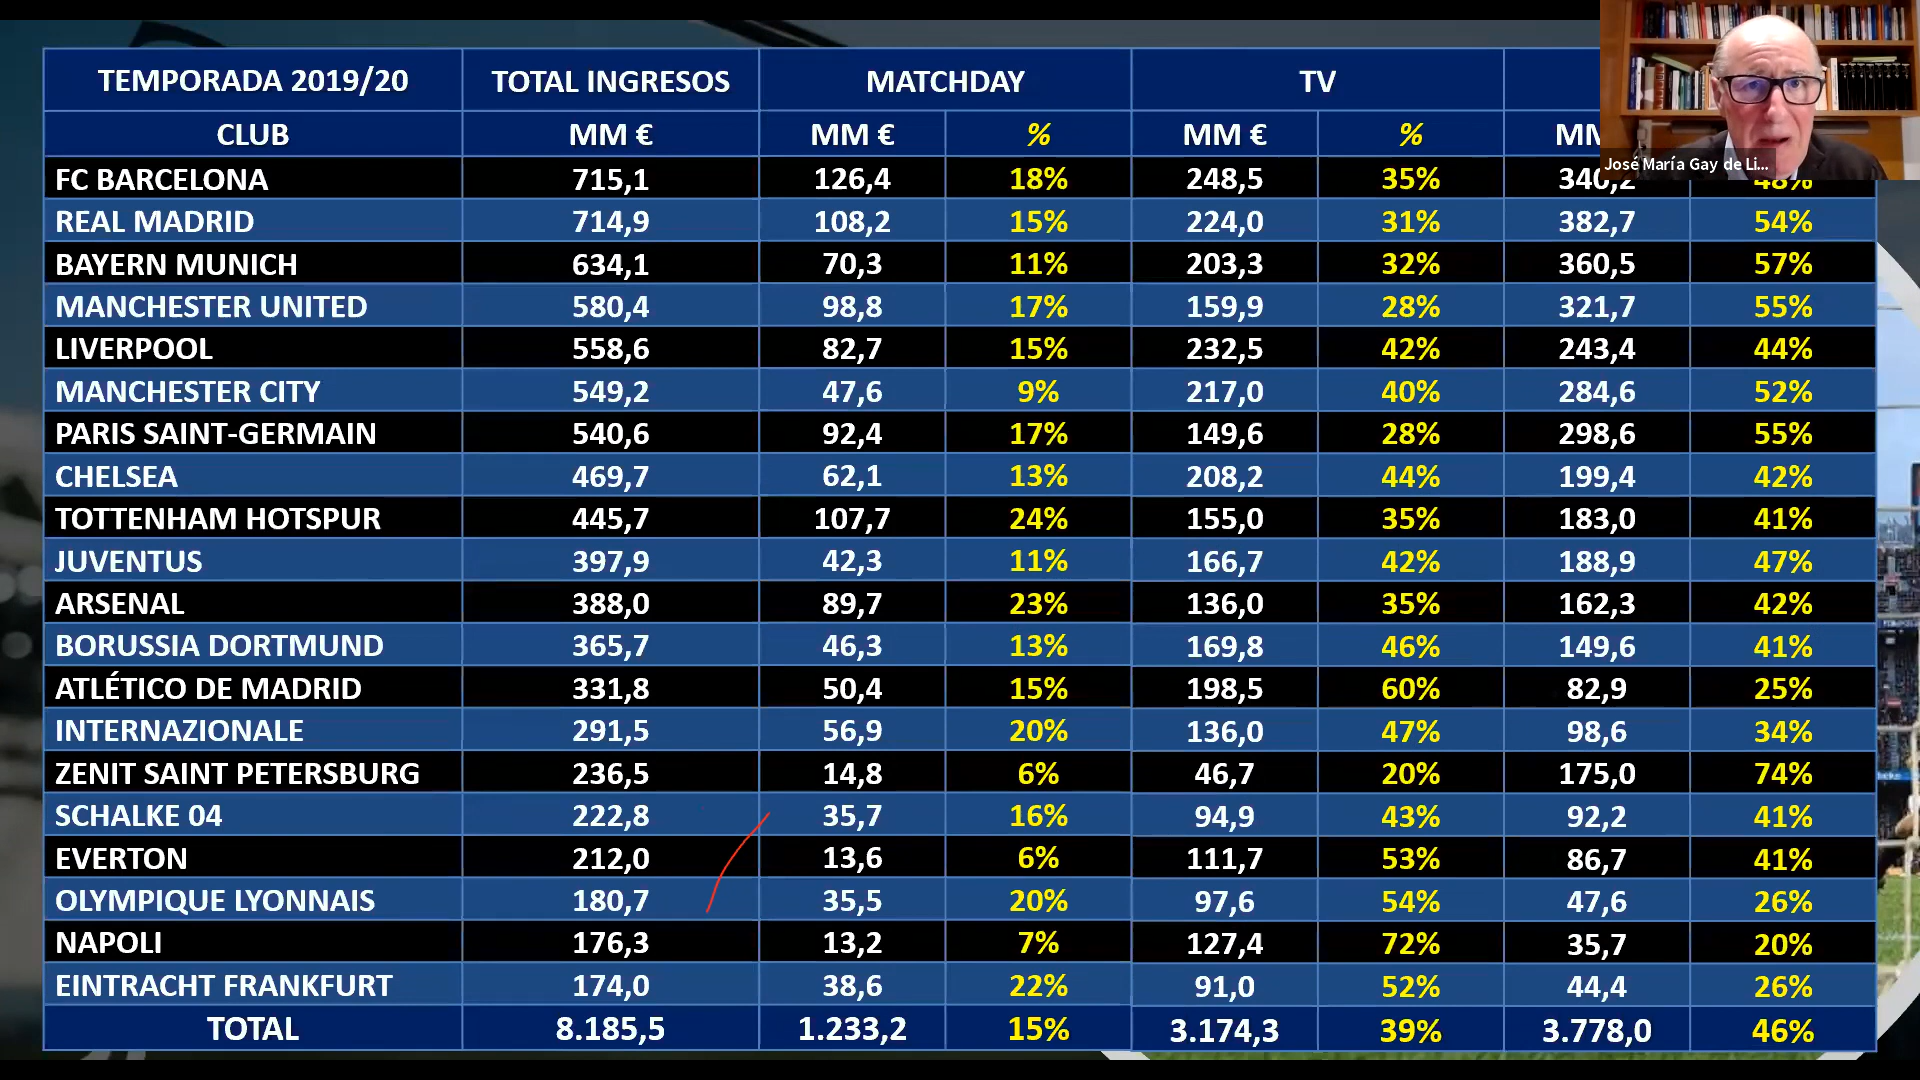 TEMPORADA 2019/20 TOTAL INGRESOS MATCHDAY TV
CLUB MM € MM € % MM € % MM
FC BARCELONA 715,1 126,4 18% 248,5 35% 340,2 48%
REAL MADRID 714,9 108,2 15% 224,0 31% 382,7 54%
BAYERN MUNICH 634,1 70,3 11% 203,3 32% 360,5 57%
MANCHESTER UNITED 580,4 98,8 17% 159,9 28% 321,7 55%
LIVERPOOL 558,6 82,7 15% 232,5 42% 243,4 44%
MANCHESTER CITY 549,2 47,6 9% 217,0 40% 284,6 52%
PARIS SAINT-GERMAIN 540,6 92,4 17% 149,6 28% 298,6 55%
CHELSEA 469,7 62,1 13% 208,2 44% 199,4 42%
TOTTENHAM HOTSPUR 445,7 107,7 24% 155,0 35% 183,0 41%
JUVENTUS 397,9 42,3 11% 166,7 42% 188,9 47%
ARSENAL 388,0 89,7 23% 136,0 35% 162,3 42%
BORUSSIA DORTMUND 365,7 46,3 13% 169,8 46% 149,6 41%
ATLÉTICO DE MADRID 331,8 50,4 15% 198,5 60% 82,9 25%
INTERNAZIONALE 291,5 56,9 20% 136,0 47% 98,6 34%
ZENIT SAINT PETERSBURG 236,5 14,8 6% 46,7 20% 175,0 74%
SCHALKE 04 222,8 35,7 16% 94,9 43% 92,2 41%
EVERTON 212,0 13,6 6% 111,7 53% 86,7 41%
OLYMPIQUE LYONNAIS 180,7 35,5 20% 97,6 54% 47,6 26%
NAPOLI 176,3 13,2 7% 127,4 72% 35,7 20%
EINTRACHT FRANKFURT 174,0 38,6 22% 91,0 52% 44,4 26%
TOTAL 8.185,5 1.233,2 15% 3.174,3 39% 3.778,0 46%
José María Gay de Li...